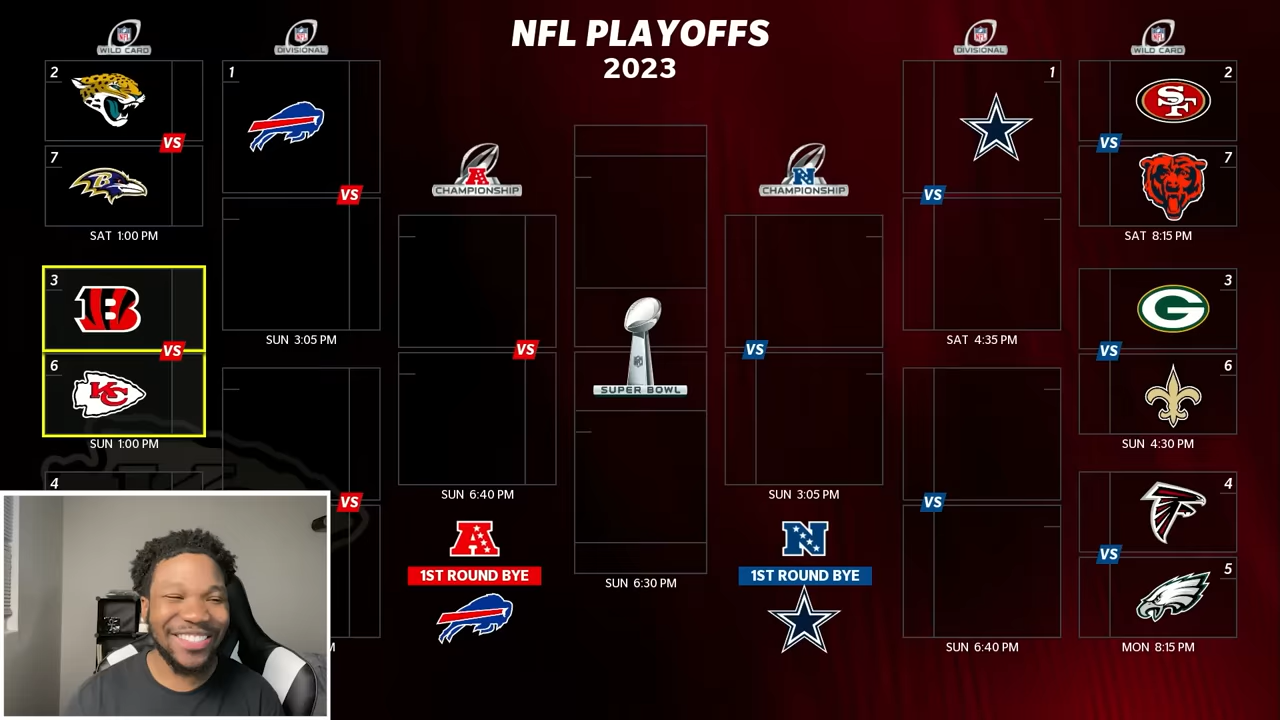 NFL PLAYOFFS
2023
WILD CARD
DIVISIONAL
DIVISIONAL
WILD CARD
2
VS
7
SAT 1:00 PM
3
VS
6
KC
SUN 1:00 PM
4
1
VS
SUN 3:05 PM
VS
M
CHAMPIONSHIP
VS
SUN 6:40 PM
A
1ST ROUND BYE
SUPER BOWL
SUN 6:30 PM
CHAMPIONSHIP
VS
SUN 3:05 PM
N
1ST ROUND BYE
1
VS
SAT 4:35 PM
VS
SUN 6:40 PM
2
SF
VS
7
SAT 8:15 PM
3
G
VS
6
SUN 4:30 PM
4
VS
5
MON 8:15 PM